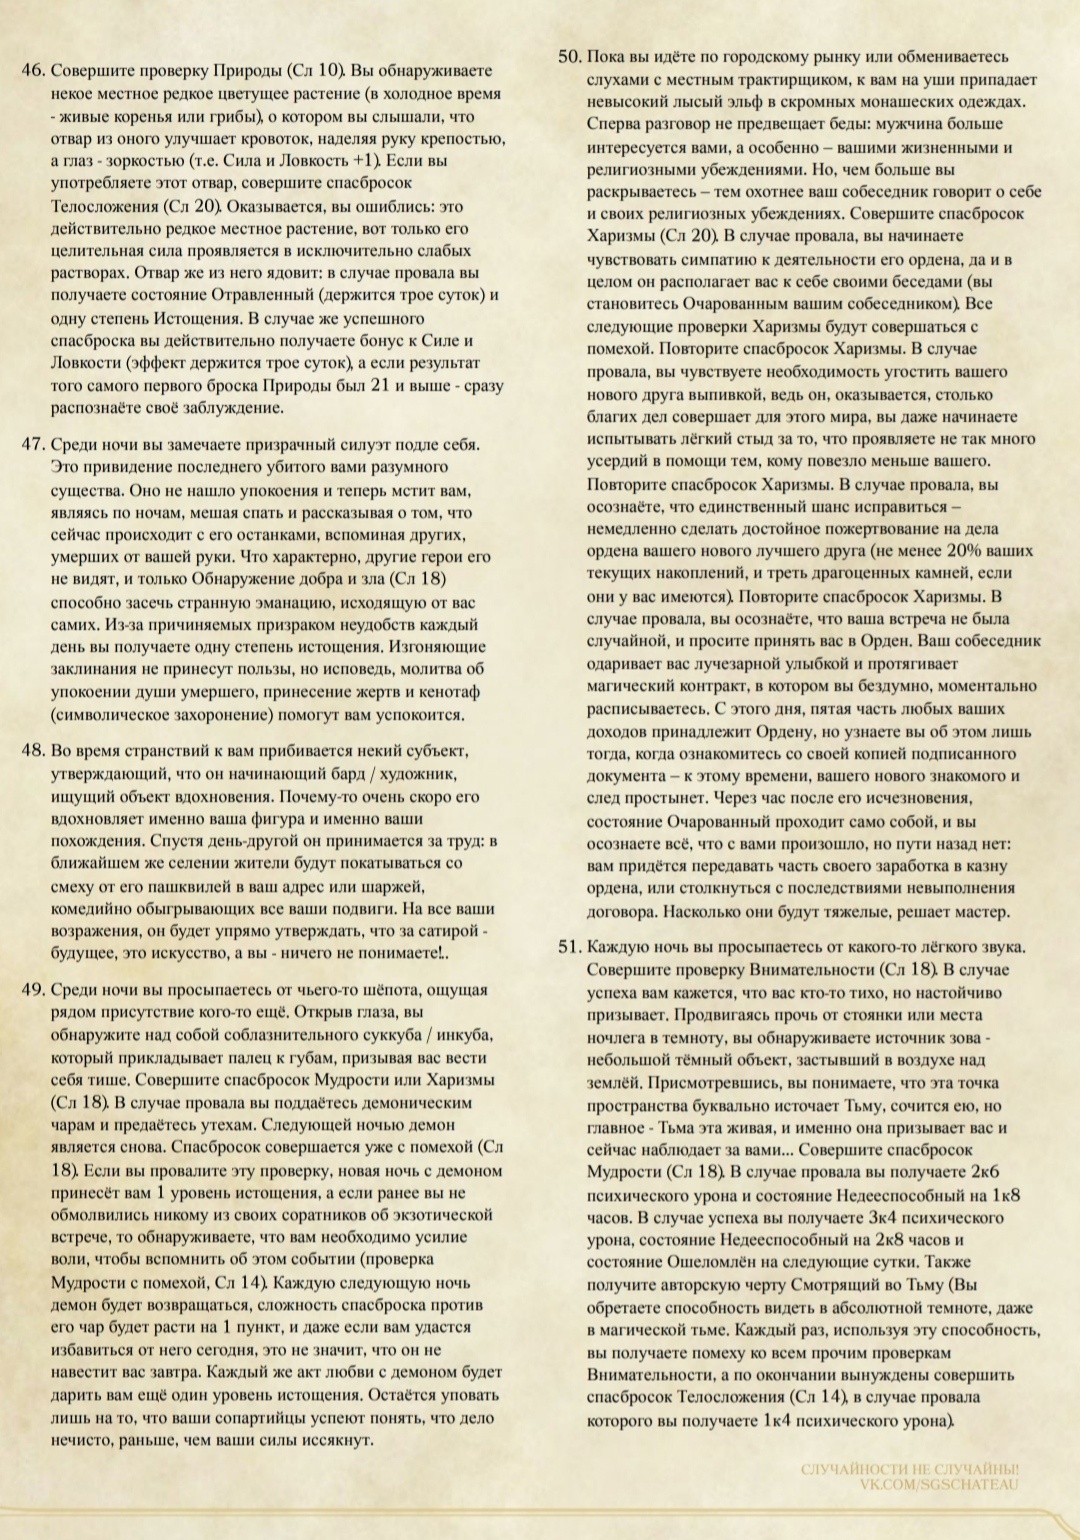 46. Совершите проверку Природы (Сл 10). Вы обнаруживаете
некое местное редкое цветущее растение (в холодное время
- живые коренья или грибы), о котором вы слышали, что
отвар из оного улучшает кровоток, наделяя руку крепостью,
а глаз - зоркостью (т.е. Сила и Ловкость +1). Если вы
употребляете этот отвар, совершите спасбросок
Телосложения (Сл 20). Оказывается, вы ошиблись: это
действительно редкое местное растение, вот только его
целительная сила проявляется в исключительно слабых
растворах. Отвар же из него ядовит: в случае провала вы
получаете состояние Отравленный (держится трое суток) и
одну степень Истощения. В случае же успешного
спасброска вы действительно получаете бонус к Силе и
Ловкости (эффект держится трое суток), а если результат
того самого первого броска Природы был 21 и выше - сразу
распознаёте своё заблуждение.
47. Среди ночи вы замечаете призрачный силуэт подле себя.
Это привидение последнего убитого вами разумного
существа. Оно не нашло упокоения и теперь мстит вам,
являясь по ночам, мешая спать и рассказывая о том, что
сейчас происходит с его останками, вспоминая других,
умерших от вашей руки. Что характерно, другие герои его
не видят, и только Обнаружение добра и зла (Сл 18)
способно засечь странную эманацию, исходящую от вас
самих. Из-за причиняемых призраком неудобств каждый
день вы получаете одну степень истощения. Изгоняющие
заклинания не принесут пользы, но исповедь, молитва об
упокоении души умершего, принесение жертв и кенотаф
(символическое захоронение) помогут вам успокоится.
48. Во время странствий к вам прибивается некий субъект,
утверждающий, что он начинающий бард / художник,
ищущий объект вдохновения. Почему-то очень скоро его
вдохновляет именно ваша фигура и именно ваши
похождения. Спустя день-другой он принимается за труд: в
ближайшем же селении жители будут покатываться со
смеху от его пашквилей в ваш адрес или шаржей,
комедийно обыгрывающих все ваши подвиги. На все ваши
возражения, он будет упрямо утверждать, что за сатирой -
будущее, это искусство, а вы - ничего не понимаете!..
49. Среди ночи вы просыпаетесь от чьего-то шёпота, ощущая
рядом присутствие кого-то ещё. Открыв глаза, вы
обнаружите над собой соблазнительного суккуба / инкуба,
который прикладывает палец к губам, призывая вас вести
себя тише. Совершите спасбросок Мудрости или Харизмы
(Сл 18). В случае провала вы поддаётесь демоническим
чарам и предаётесь утехам. Следующей ночью демон
является снова. Спасбросок совершается уже с помехой (Сл
18). Если вы провалите эту проверку, новая ночь с демоном
принесёт вам 1 уровень истощения, а если ранее вы не
обмолвились никому из своих соратников об экзотической
встрече, то обнаруживаете, что вам необходимо усилие
воли, чтобы вспомнить об этом событии (проверка
Мудрости с помехой, Сл 14). Каждую следующую ночь
демон будет возвращаться, сложность спасброска против
его чар будет расти на 1 пункт, и даже если вам удастся
избавиться от него сегодня, это не значит, что он не
навестит вас завтра. Каждый же акт любви с демоном будет
дарить вам ещё один уровень истощения. Остаётся уповать
лишь на то, что ваши сопартийцы успеют понять, что дело
нечисто, раньше, чем ваши силы иссякнут.
50. Пока вы идёте по городскому рынку или обмениваетесь
слухами с местным трактирщиком, к вам на уши припадает
невысокий лысый эльф в скромных монашеских одеждах.
Сперва разговор не предвещает беды: мужчина больше
интересуется вами, а особенно – вашими жизненными и
религиозными убеждениями. Но, чем больше вы
раскрываетесь – тем охотнее ваш собеседник говорит о себе
и своих религиозных убеждениях. Совершите спасбросок
Харизмы (Сл 20). В случае провала, вы начинаете
чувствовать симпатию к деятельности его ордена, да и в
целом он располагает вас к себе своими беседами (вы
становитесь Очарованным вашим собеседником). Все
следующие проверки Харизмы будут совершаться с
помехой. Повторите спасбросок Харизмы. В случае
провала, вы чувствуете необходимость угостить вашего
нового друга выпивкой, ведь он, оказывается, столько
благих дел совершает для этого мира, вы даже начинаете
испытывать лёгкий стыд за то, что проявляете не так много
усердий в помощи тем, кому повезло меньше вашего.
Повторите спасбросок Харизмы. В случае провала, вы
осознаёте, что единственный шанс исправиться –
немедленно сделать достойное пожертвование на дела
ордена вашего нового лучшего друга (не менее 20% ваших
текущих накоплений, и треть драгоценных камней, если
они у вас имеются). Повторите спасбросок Харизмы. В
случае провала, вы осознаёте, что ваша встреча не была
случайной, и просите принять вас в Орден. Ваш собеседник
одаривает вас лучезарной улыбкой и протягивает
магический контракт, в котором вы бездумно, моментально
расписываетесь. С этого дня, пятая часть любых ваших
доходов принадлежит Ордену, но узнаете вы об этом лишь
тогда, когда ознакомитесь со своей копией подписанного
документа – к этому времени, вашего нового знакомого и
след простынет. Через час после его исчезновения,
состояние Очарованный проходит само собой, и вы
осознаете всё, что с вами произошло, но пути назад нет:
вам придётся передавать часть своего заработка в казну
ордена, или столкнуться с последствиями невыполнения
договора. Насколько они будут тяжелые, решает мастер.
51. Каждую ночь вы просыпаетесь от какого-то лёгкого звука.
Совершите проверку Внимательности (Сл 18). В случае
успеха вам кажется, что вас кто-то тихо, но настойчиво
призывает. Продвигаясь прочь от стоянки или места
ночлега в темноту, вы обнаруживаете источник зова -
небольшой тёмный объект, застывший в воздухе над
землёй. Присмотревшись, вы понимаете, что эта точка
пространства буквально источает Тьму, сочится ею, но
главное - Тьма эта живая, и именно она призывает вас и
сейчас наблюдает за вами... Совершите спасбросок
Мудрости (Сл 18). В случае провала вы получаете 2к6
психического урона и состояние Недееспособный на 1к8
часов. В случае успеха вы получаете 3к4 психического
урона, состояние Недееспособный на 2к8 часов и
состояние Ошеломлён на следующие сутки. Также
получите авторскую черту Смотрящий во Тьму (Вы
обретаете способность видеть в абсолютной темноте, даже
в магической тьме. Каждый раз, используя эту способность,
вы получаете помеху ко всем прочим проверкам
Внимательности, а по окончании вынуждены совершить
спасбросок Телосложения (Сл 14), в случае провала
которого вы получаете 1к4 психического урона).
СЛУЧАЙНОСТИ НЕ СЛУЧАЙНЫ!
VK.COM/SGSCHATEAU